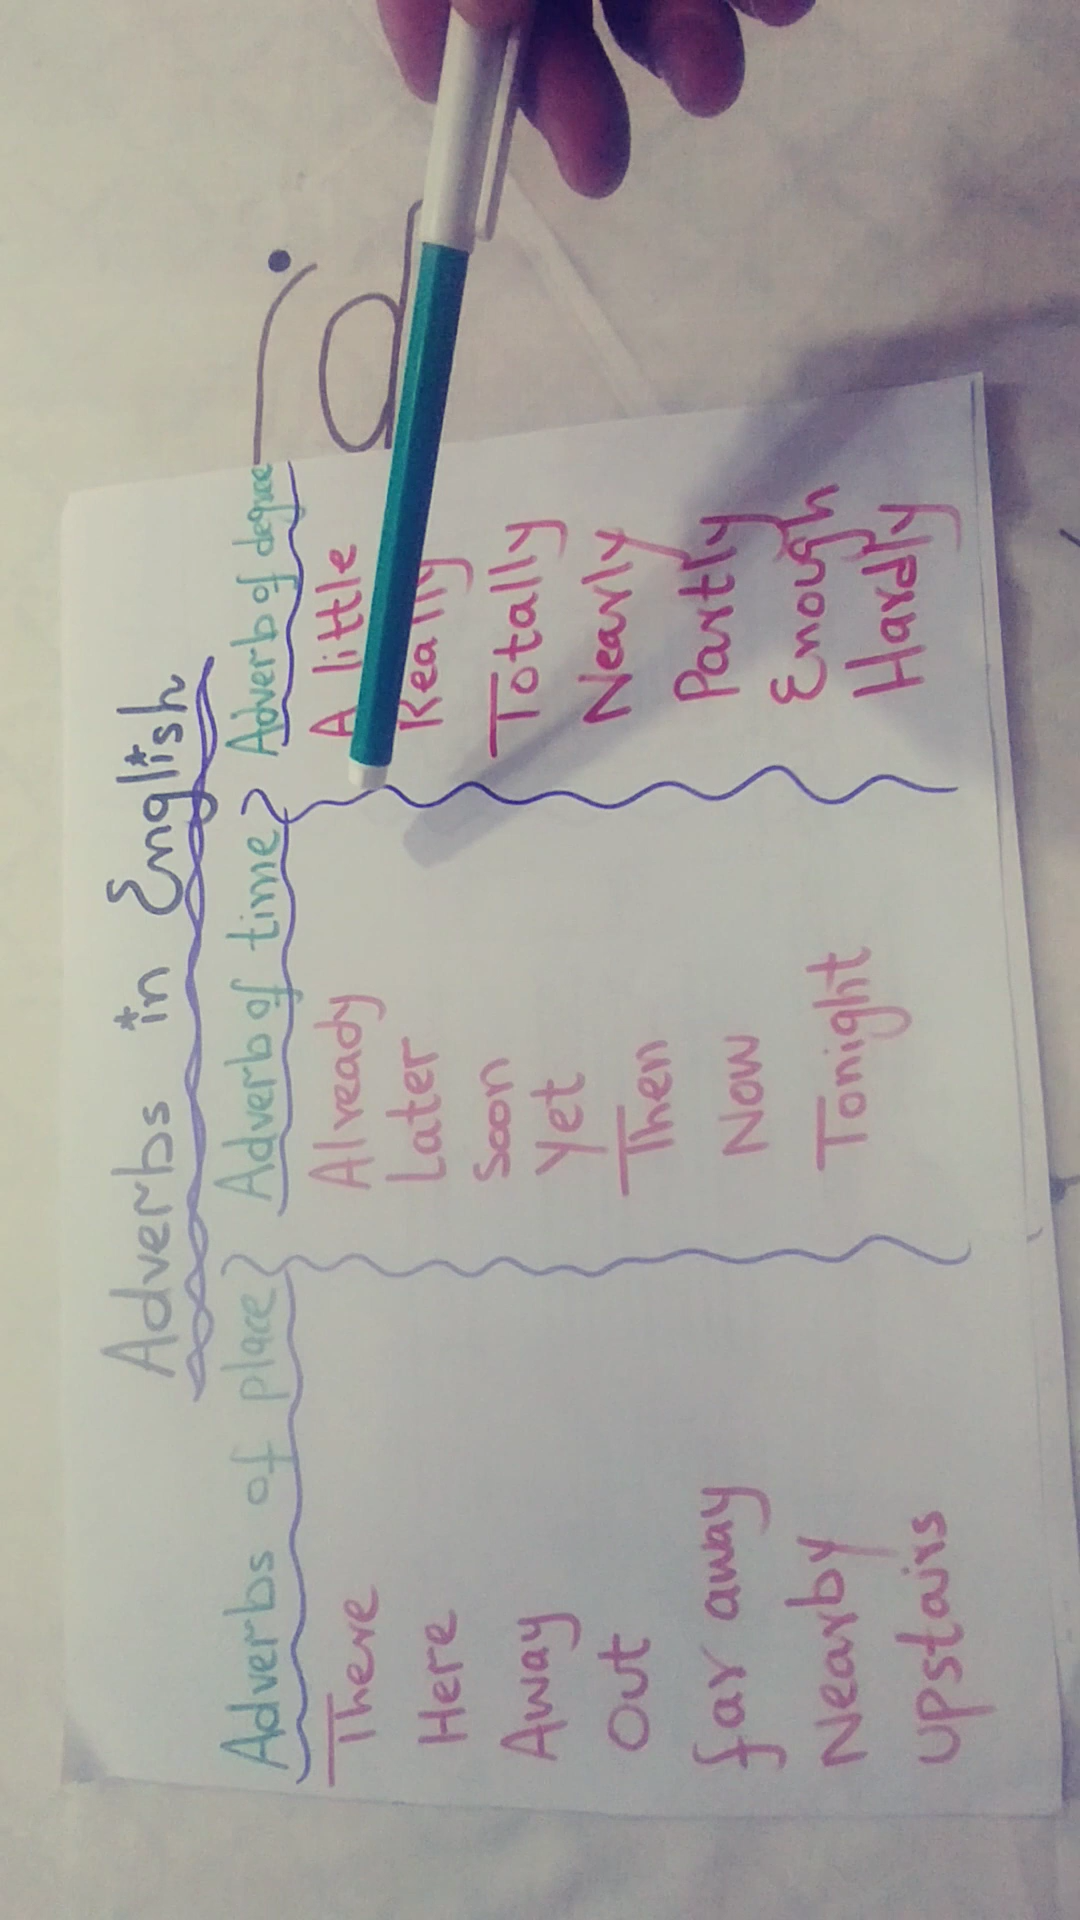 Adverbs in English
Adverbs of place
There
Here
Away
Out
far away
Nearby
upstairs
Adverb of time
Already
Later
Soon
Yet
Then
Now
Tonight
Adverb of degree
A little
Really
Totally
Nearly
Partly
Enough
Hardly